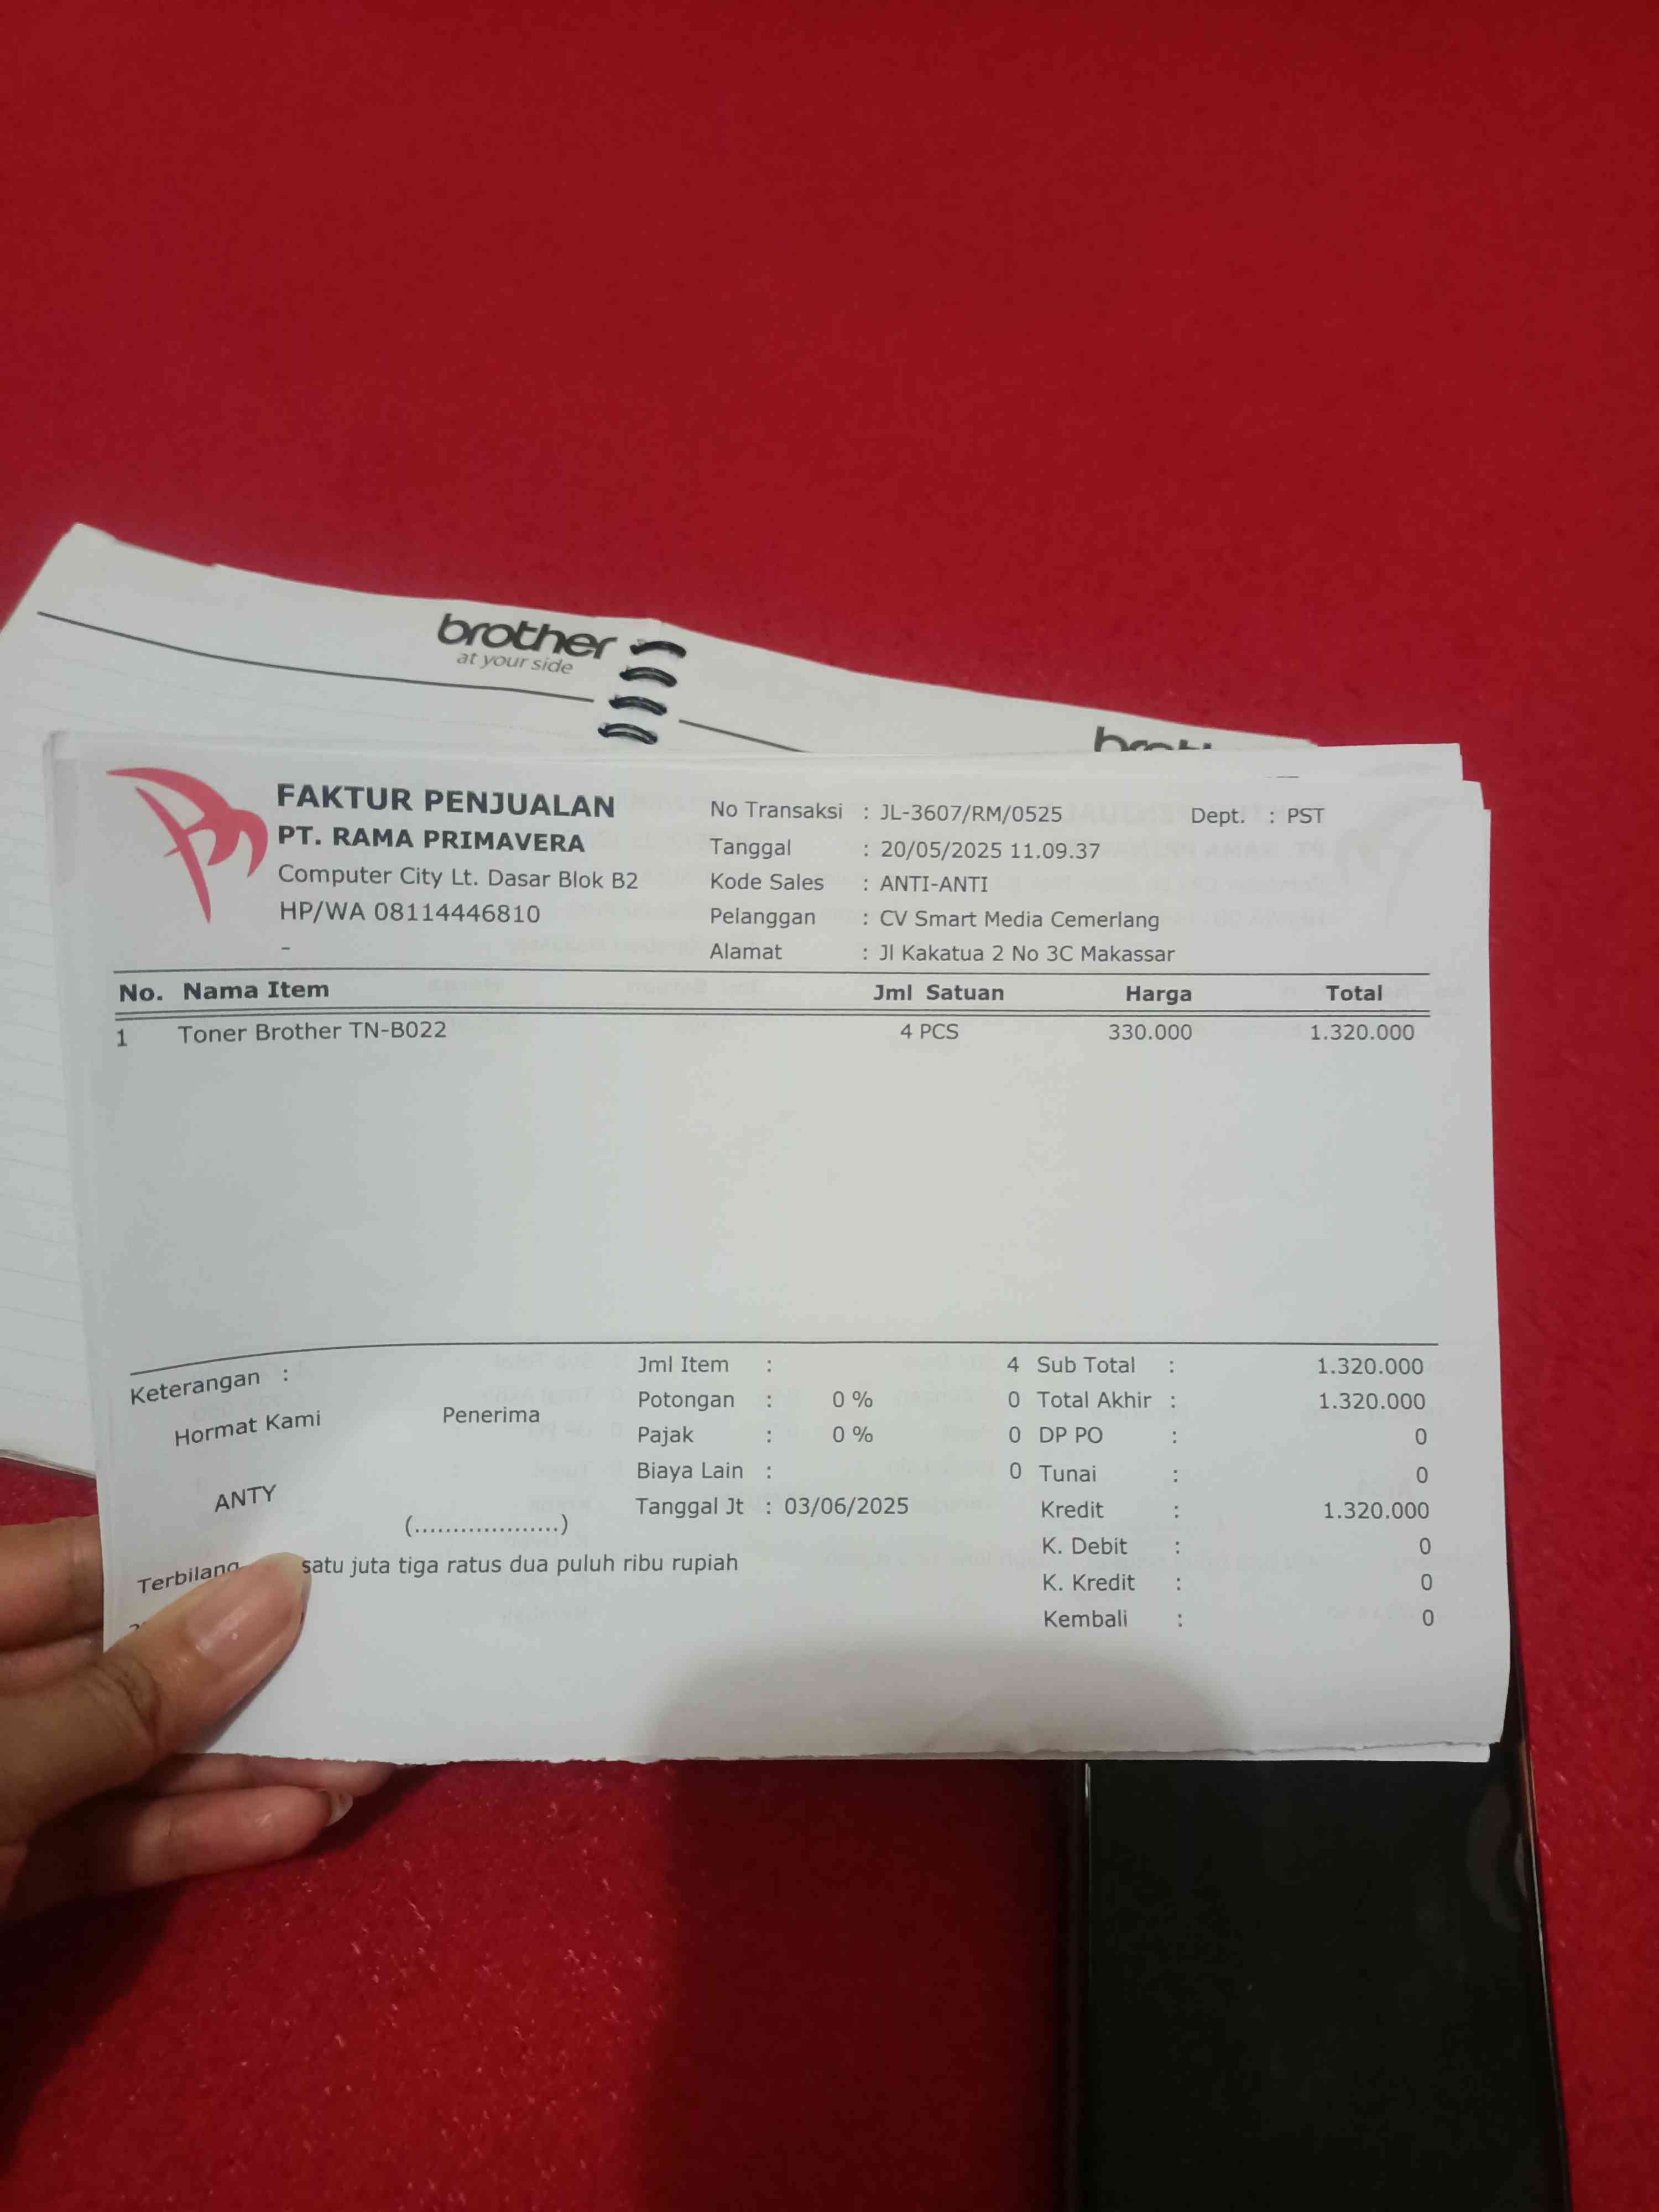 brother
at your side
FAKTUR PENJUALAN
PT. RAMA PRIMAVERA
Computer City Lt. Dasar Blok B2
HP/WA 08114446810
-
No Transaksi : JL-3607/RM/0525 Dept. : PST
Tanggal : 20/05/2025 11.09.37
Kode Sales : ANTI-ANTI
Pelanggan : CV Smart Media Cemerlang
Alamat : Jl Kakatua 2 No 3C Makassar
No. Nama Item Jml Satuan Harga Total
1 Toner Brother TN-B022 4 PCS 330.000 1.320.000
Keterangan :
Hormat Kami Penerima
ANTY
(...................)
Terbilang satu juta tiga ratus dua puluh ribu rupiah
Jml Item : 4
Potongan : 0 % 0
Pajak : 0 % 0
Biaya Lain : 0
Tanggal Jt : 03/06/2025
Sub Total : 1.320.000
Total Akhir : 1.320.000
DP PO : 0
Tunai : 0
Kredit : 1.320.000
K. Debit : 0
K. Kredit : 0
Kembali : 0